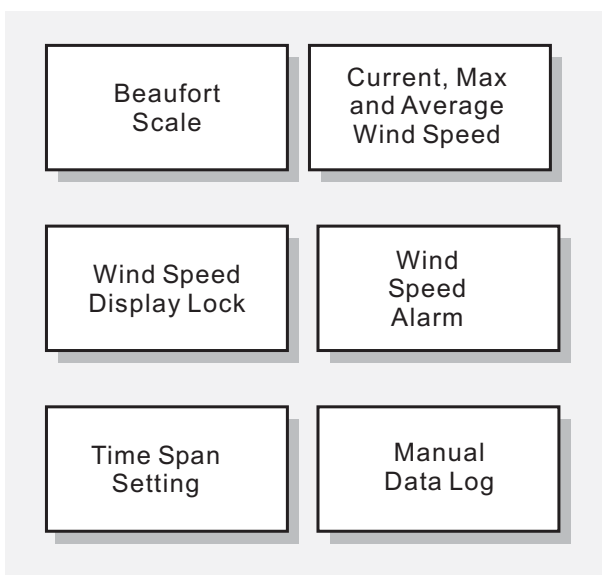 Beaufort
Scale
Current, Max
and Average
Wind Speed
Wind Speed
Display Lock
Wind
Speed
Alarm
Time Span
Setting
Manual
Data Log